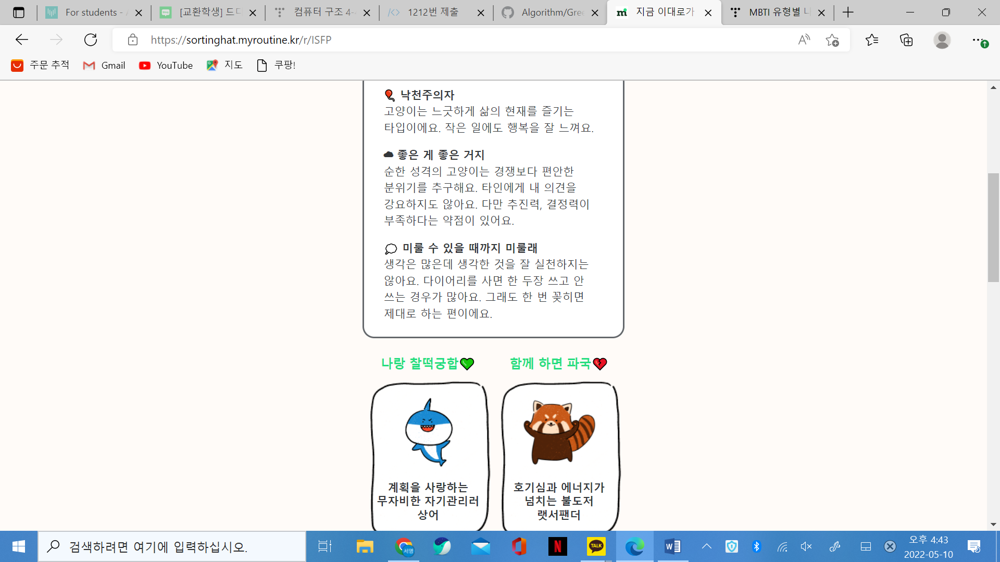 For students -
[교환학생] 드디
컴퓨터 구조 4-
1212번 제출
Algorithm/Gree
지금 이대로가
MBTI 유형별 나
https://sortinghat.myroutine.kr/r/ISFP
주문 추적
Gmail
YouTube
지도
쿠팡!
낙천주의자
고양이는 느긋하게 삶의 현재를 즐기는
타입이에요. 작은 일에도 행복을 잘 느껴요.
좋은 게 좋은 거지
순한 성격의 고양이는 경쟁보다 편안한
분위기를 추구해요. 타인에게 내 의견을
강요하지도 않아요. 다만 추진력, 결정력이
부족하다는 약점이 있어요.
미룰 수 있을 때까지 미룰래
생각은 많은데 생각한 것을 잘 실천하지는
않아요. 다이어리를 사면 한 두장 쓰고 안
쓰는 경우가 많아요. 그래도 한 번 꽂히면
제대로 하는 편이에요.
나랑 찰떡궁합
함께 하면 파국
계획을 사랑하는
무자비한 자기관리러
상어
호기심과 에너지가
넘치는 불도저
랫서팬더
검색하려면 여기에 입력하십시오.
서영
N
TALK
오후 4:43
2022-05-10